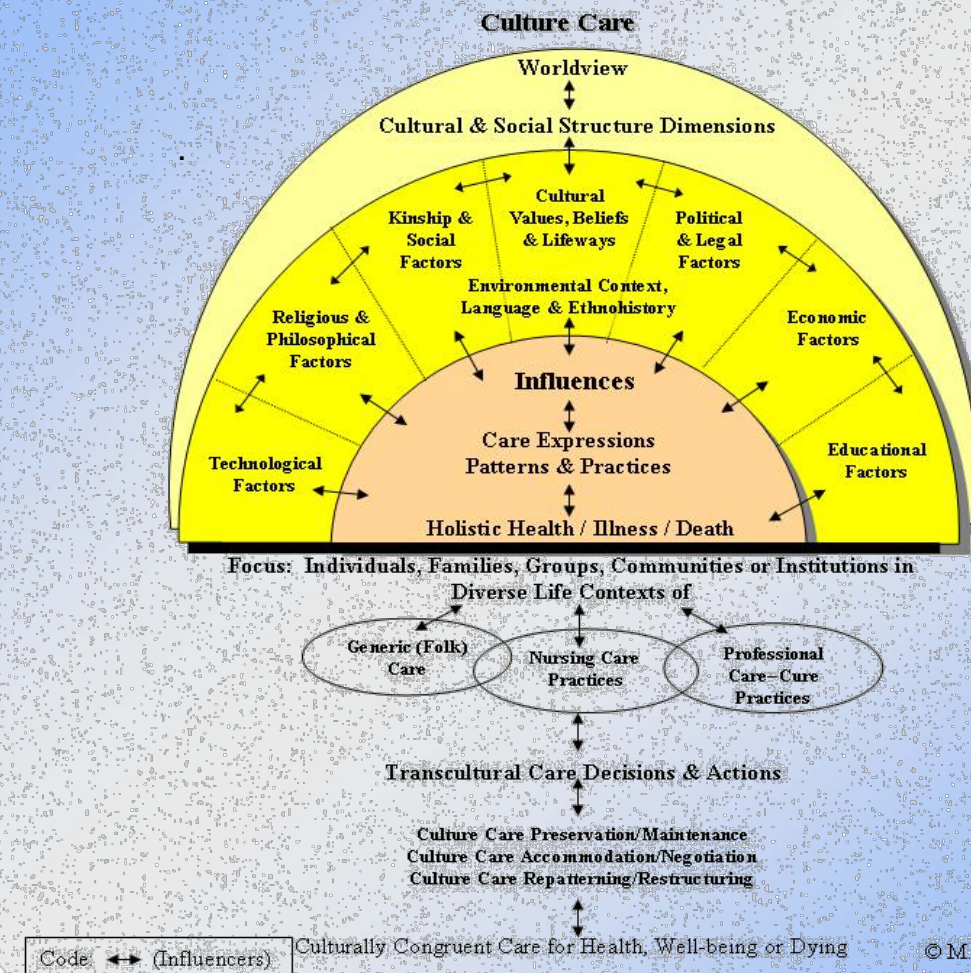 Culture Care
Worldview
Cultural & Social Structure Dimensions
Cultural
Values, Beliefs
& Lifeways
Kinship &
Social
Factors
Political
& Legal
Factors
Environmental Context,
Language & Ethnohistory
Religious &
Philosophical
Factors
Economic
Factors
Technological
Factors
Educational
Factors
Influences
Care Expressions
Patterns & Practices
Holistic Health / Illness / Death
Focus: Individuals, Families, Groups, Communities or Institutions in
Diverse Life Contexts of
Generic (Folk)
Care
Nursing Care
Practices
Professional
Care–Cure
Practices
Transcultural Care Decisions & Actions
Culture Care Preservation/Maintenance
Culture Care Accommodation/Negotiation
Culture Care Repatterning/Restructuring
Culturally Congruent Care for Health, Well-being or Dying
Code: ↔ (Influencers)
© M